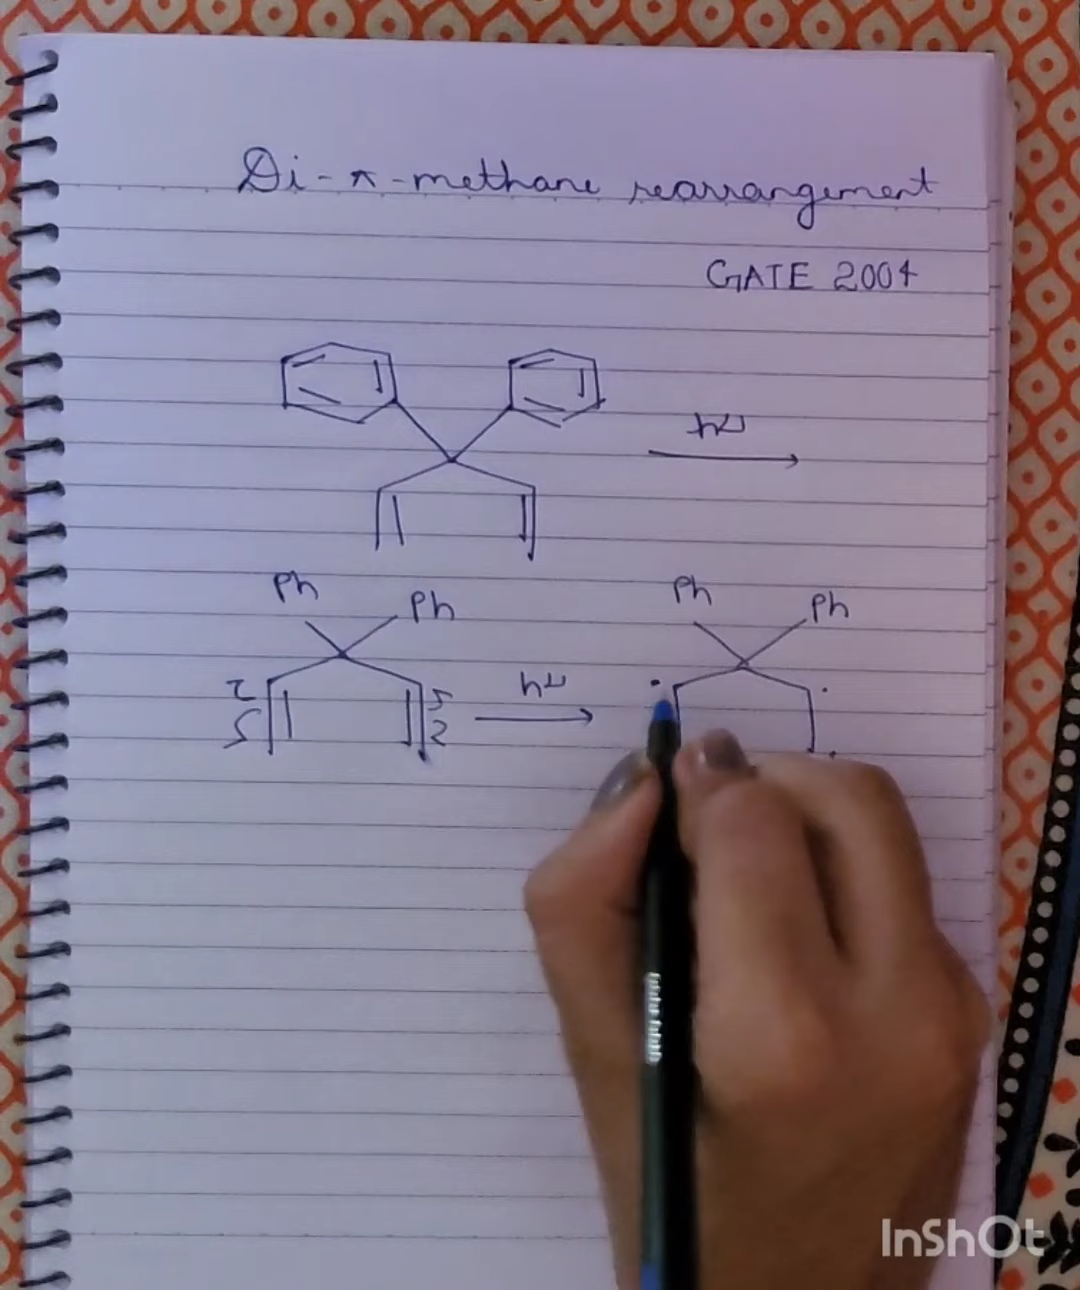 Di-π-methane rearrangement
GATE 2004
hν
Ph Ph
hν
Ph Ph
InShOt